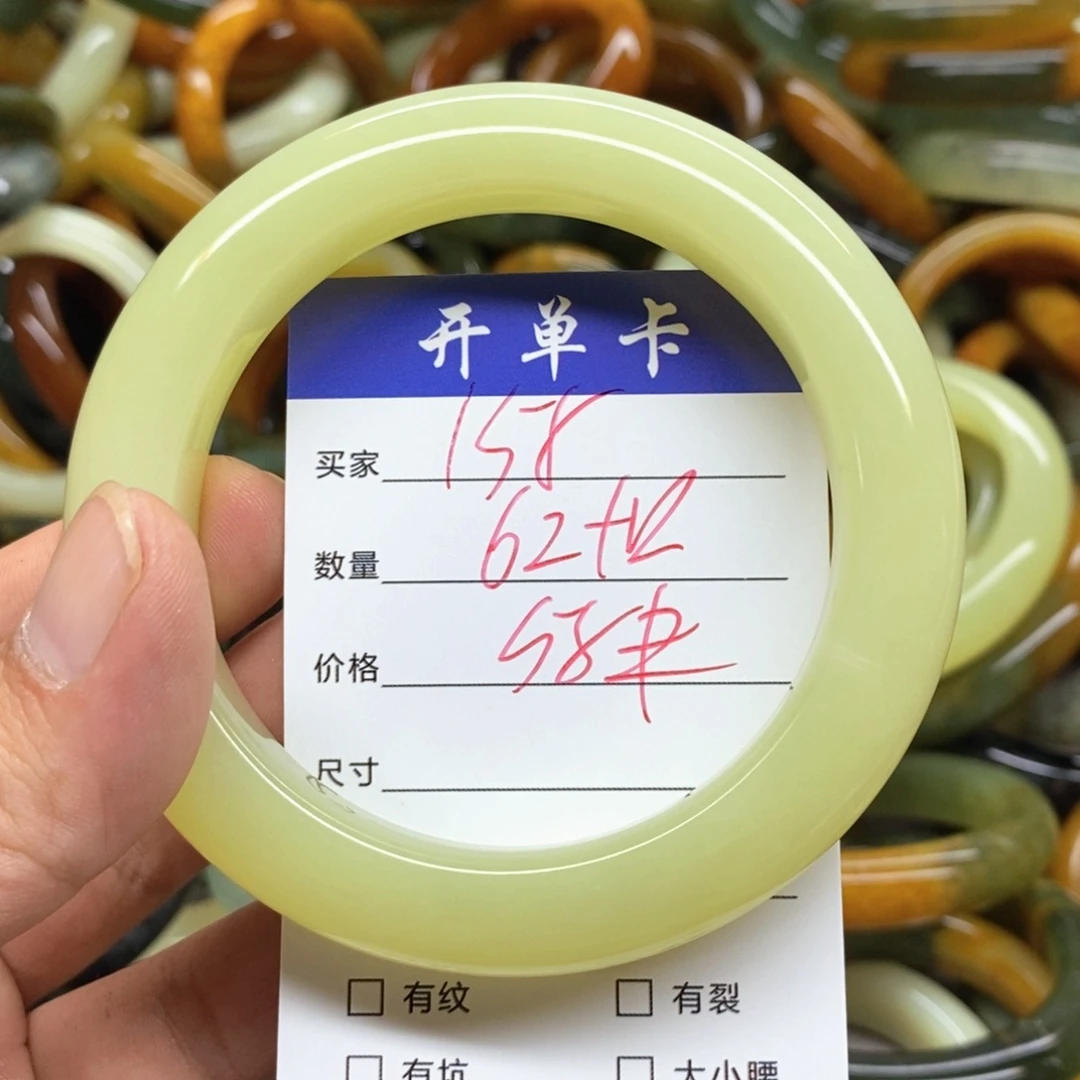 开单卡
买家 158
数量 62
价格 58
尺寸
有纹 有裂
有坑 大小腰